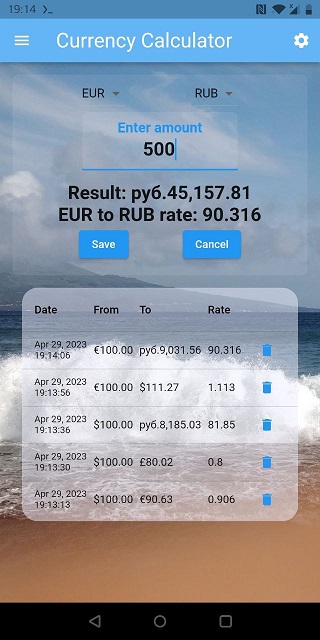 19:14 >_
Currency Calculator
EUR RUB
Enter amount
500
Result: руб.45,157.81
EUR to RUB rate: 90.316
Save Cancel
Date From To Rate
Apr 29, 2023
19:14:06 €100.00 руб.9,031.56 90.316
Apr 29, 2023
19:13:56 €100.00 $111.27 1.113
Apr 29, 2023
19:13:36 $100.00 руб.8,185.03 81.85
Apr 29, 2023
19:13:30 $100.00 £80.02 0.8
Apr 29, 2023
19:13:13 $100.00 €90.63 0.906